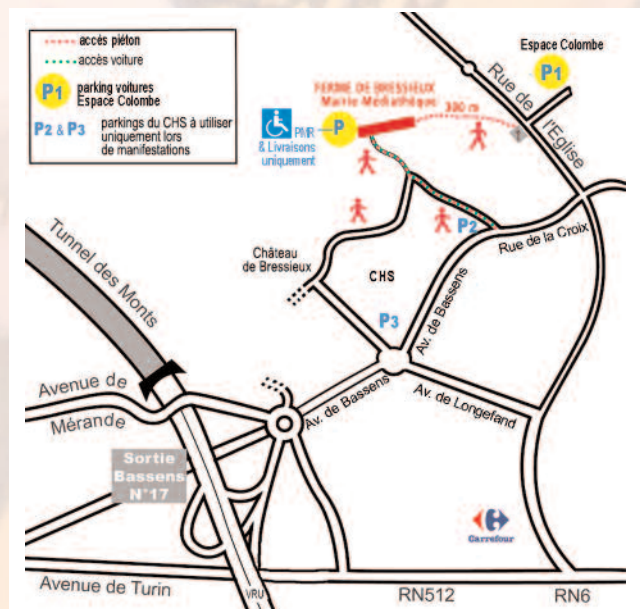 accés piéton
accès voiture
P1
parking voitures
Espace Colombe
P2 & P3
parkings du CHS à utiliser
uniquement lors
de manifestations
Espace Colombe
P1
Rue de l'Eglise
FERME DE BRESSIEUX
Mairie-Médiathèque
300 m
PMR
P
& Livraisons
uniquement
P2
Rue de la Croix
Château
de Bressieux
CHS
P3
Av. de Bassens
Tunnel des Monts
Avenue de
Mérande
Av. de Bassens
Av. de Longefand
Sortie
Bassens
N°17
Carrefour
Avenue de Turin
VRU
RN512
RN6